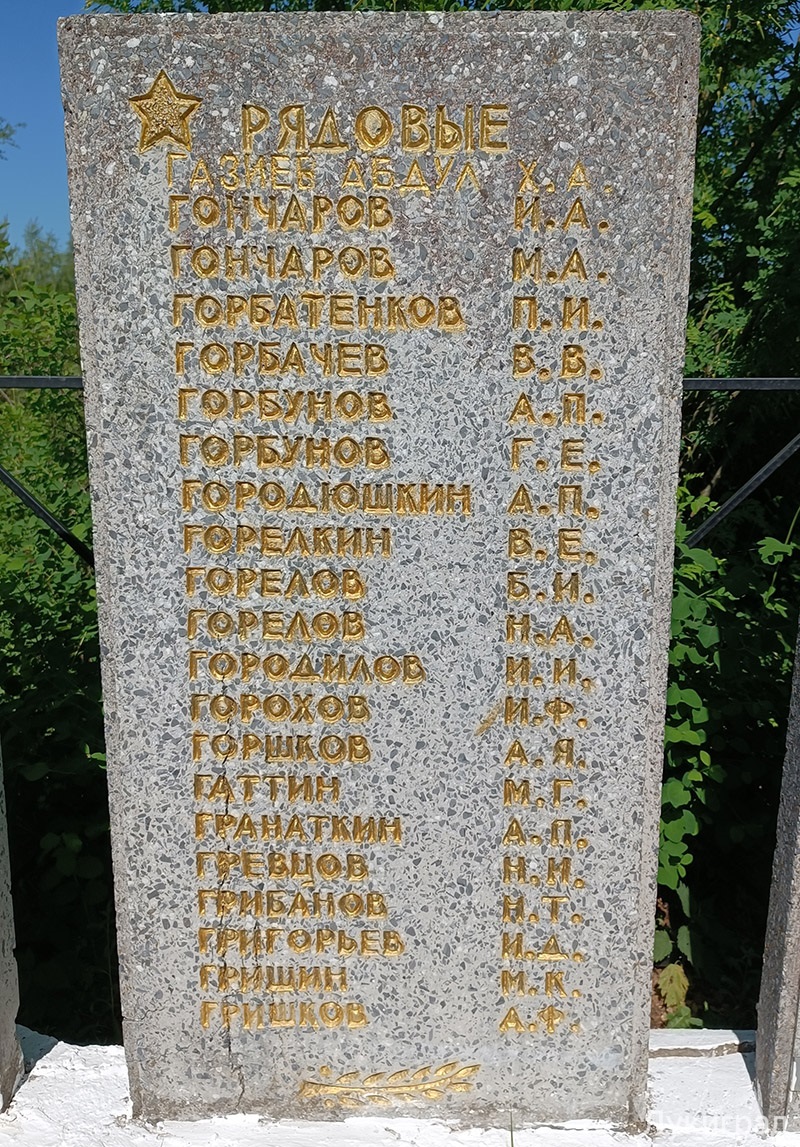 РЯДОВЫЕ
ГАЗИЕВ АБДУЛ Х.А.
ГОНЧАРОВ И.А.
ГОНЧАРОВ М.А.
ГОРБАТЕНКОВ П.И.
ГОРБАЧЕВ В.В.
ГОРБУНОВ А.П.
ГОРБУНОВ Г.Е.
ГОРОДЮШКИН А.П.
ГОРЕЛКИН В.Е.
ГОРЕЛОВ Б.И.
ГОРЕЛОВ Н.А.
ГОРОДИЛОВ И.И.
ГОРОХОВ И.Ф.
ГОРШКОВ А.Я.
ГАТТИН М.Г.
ГРАНАТКИН А.П.
ГРЕВЦОВ Н.И.
ГРИБАНОВ Н.Т.
ГРИГОРЬЕВ И.Д.
ГРИШИН М.К.
ГРИШКОВ А.Ф.